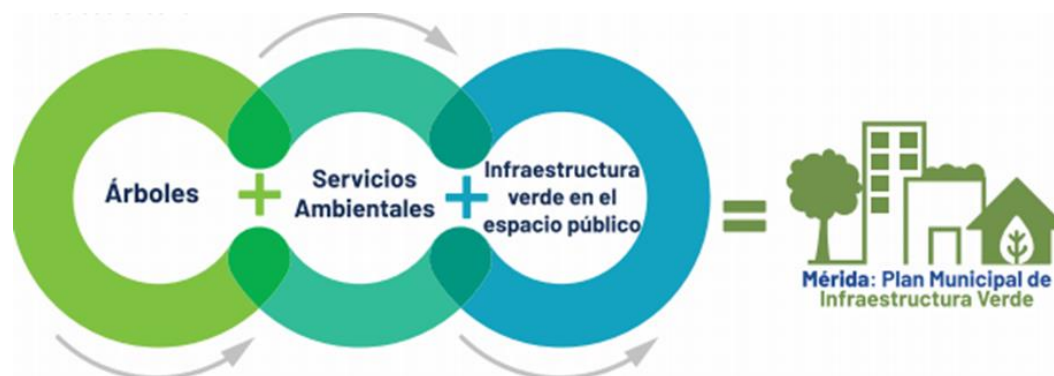 Árboles
+
Servicios
Ambientales
+
Infraestructura
verde en el
espacio público
=
Mérida: Plan Municipal de
Infraestructura Verde